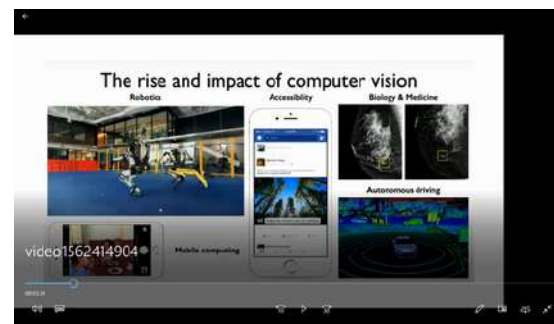 The rise and impact of computer vision
Robotics
Accessibility
Biology & Medicine
Autonomous driving
Mobile computing
video1562414904